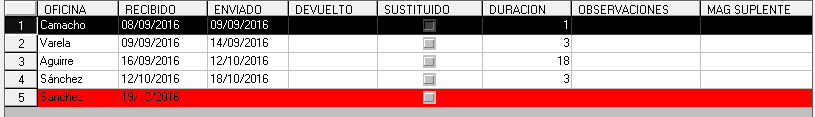 OFICINA RECIBIDO ENVIADO DEVUELTO SUSTITUIDO DURACION OBSERVACIONES MAG SUPLENTE
1 Camacho 08/09/2016 09/09/2016 1
2 Varela 09/09/2016 14/09/2016 3
3 Aguirre 16/09/2016 12/10/2016 18
4 Sánchez 12/10/2016 18/10/2016 3
5 Sánchez 19/10/2016